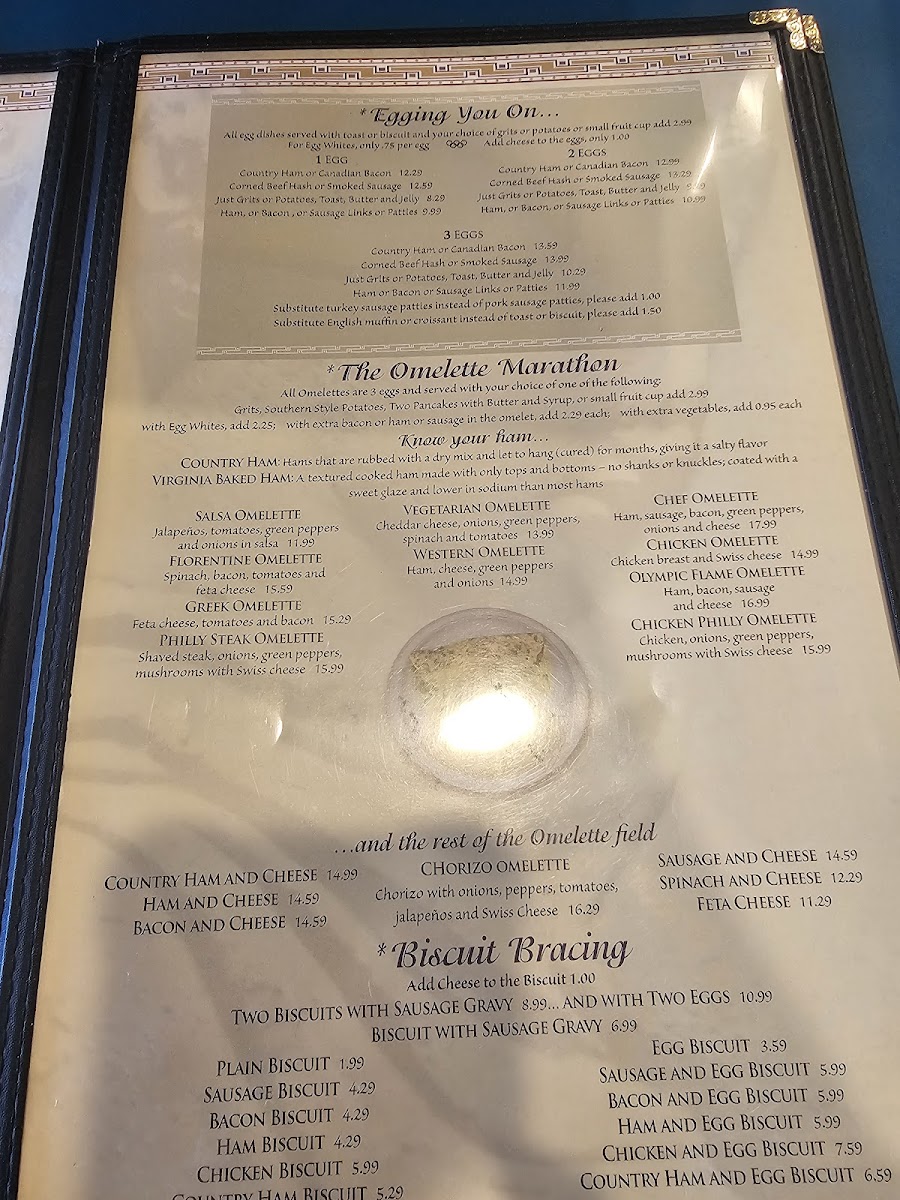 *Egging You On...
All egg dishes served with toast or biscuit and your choice of grits or potatoes or small fruit cup add 2.99
For Egg Whites, only .75 per egg Add cheese to the eggs, only 1.00
1 Egg
Country Ham or Canadian Bacon 12.29
Corned Beef Hash or Smoked Sausage 12.59
Just Grits or Potatoes, Toast, Butter and Jelly 8.29
Ham, or Bacon , or Sausage Links or Patties 9.99
2 Eggs
Country Ham or Canadian Bacon 12.99
Corned Beef Hash or Smoked Sausage 13.29
Just Grits or Potatoes, Toast, Butter and Jelly
Ham, or Bacon, or Sausage Links or Patties 10.99
3 Eggs
Country Ham or Canadian Bacon 13.59
Corned Beef Hash or Smoked Sausage 13.99
Just Grits or Potatoes, Toast, Butter and Jelly 10.29
Ham or Bacon or Sausage Links or Patties 11.99
Substitute turkey sausage patties instead of pork sausage patties, please add 1.00
Substitute English muffin or croissant instead of toast or biscuit, please add 1.50
*The Omelette Marathon
All Omelettes are 3 eggs and served with your choice of one of the following:
Grits, Southern Style Potatoes, Two Pancakes with Butter and Syrup, or small fruit cup add 2.99
with Egg Whites, add 2.25; with extra bacon or ham or sausage in the omelet, add 2.29 each; with extra vegetables, add 0.95 each
Know your ham...
Country Ham: Hams that are rubbed with a dry mix and let to hang (cured) for months, giving it a salty flavor
Virginia Baked Ham: A textured cooked ham made with only tops and bottoms – no shanks or knuckles; coated with a
sweet glaze and lower in sodium than most hams
Salsa Omelette
Jalapeños, tomatoes, green peppers
and onions in salsa 11.99
Florentine Omelette
Spinach, bacon, tomatoes and
feta cheese 15.59
Greek Omelette
Feta cheese, tomatoes and bacon 15.29
Philly Steak Omelette
Shaved steak, onions, green peppers,
mushrooms with Swiss cheese 15.99
Vegetarian Omelette
Cheddar cheese, onions, green peppers,
spinach and tomatoes 13.99
Western Omelette
Ham, cheese, green peppers
and onions 14.99
Chef Omelette
Ham, sausage, bacon, green peppers,
onions and cheese 17.99
Chicken Omelette
Chicken breast and Swiss cheese 14.99
Olympic Flame Omelette
Ham, bacon, sausage
and cheese 16.99
Chicken Philly Omelette
Chicken, onions, green peppers,
mushrooms with Swiss cheese 15.99
...and the rest of the Omelette field
Country Ham and Cheese 14.99
Ham and Cheese 14.59
Bacon and Cheese 14.59
CHorizo omelette
Chorizo with onions, peppers, tomatoes,
jalapeños and Swiss Cheese 16.29
Sausage and Cheese 14.59
Spinach and Cheese 12.29
Feta Cheese 11.29
*Biscuit Bracing
Add Cheese to the Biscuit 1.00
Two Biscuits with Sausage Gravy 8.99... and with Two Eggs 10.99
Biscuit with Sausage Gravy 6.99
Plain Biscuit 1.99
Sausage Biscuit 4.29
Bacon Biscuit 4.29
Ham Biscuit 4.29
Chicken Biscuit 5.99
Country Ham Biscuit 5.29
Egg Biscuit 3.59
Sausage and Egg Biscuit 5.99
Bacon and Egg Biscuit 5.99
Ham and Egg Biscuit 5.99
Chicken and Egg Biscuit 7.59
Country Ham and Egg Biscuit 6.59